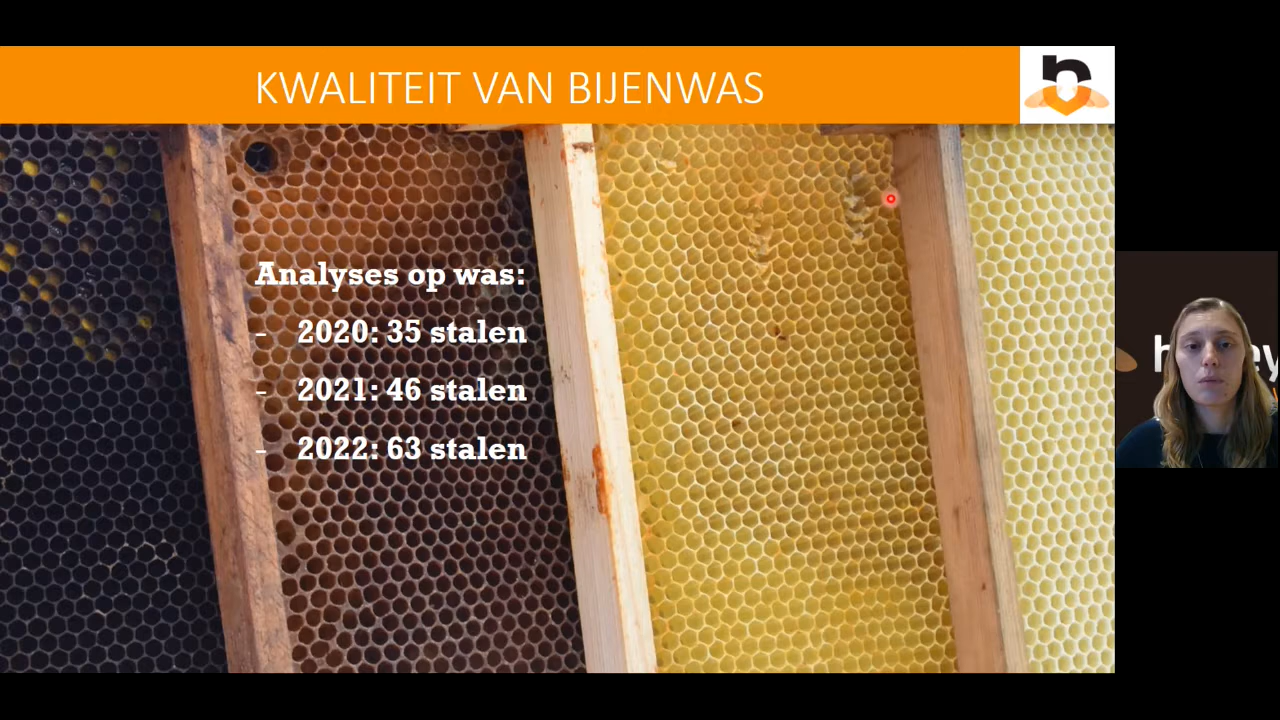 KWALITEIT VAN BIJENWAS
Analyses op was:
- 2020: 35 stalen
- 2021: 46 stalen
- 2022: 63 stalen